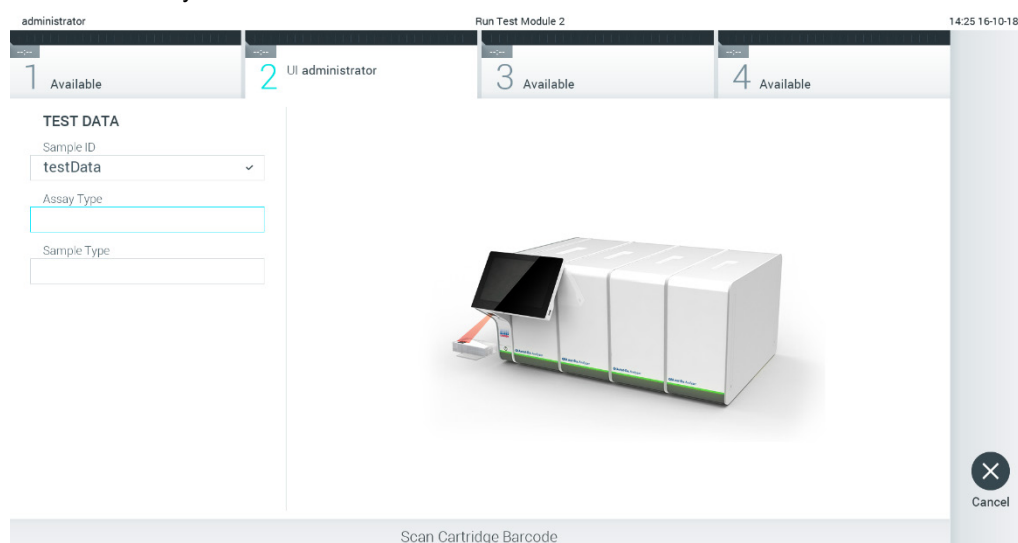 administrator
Run Test Module 2
14:25 16-10-18
--:--
--:--
--:--
--:--
1 Available
2 UI administrator
3 Available
4 Available
TEST DATA
Sample ID
testData
Assay Type
Sample Type
Cancel
Scan Cartridge Barcode